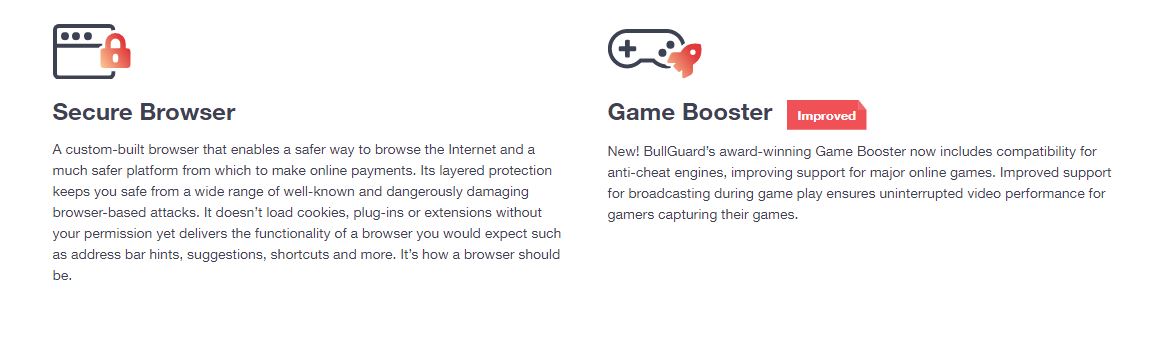 Secure Browser
A custom-built browser that enables a safer way to browse the Internet and a
much safer platform from which to make online payments. Its layered protection
keeps you safe from a wide range of well-known and dangerously damaging
browser-based attacks. It doesn’t load cookies, plug-ins or extensions without
your permission yet delivers the functionality of a browser you would expect such
as address bar hints, suggestions, shortcuts and more. It’s how a browser should
be.
Game Booster Improved
New! BullGuard’s award-winning Game Booster now includes compatibility for
anti-cheat engines, improving support for major online games. Improved support
for broadcasting during game play ensures uninterrupted video performance for
gamers capturing their games.